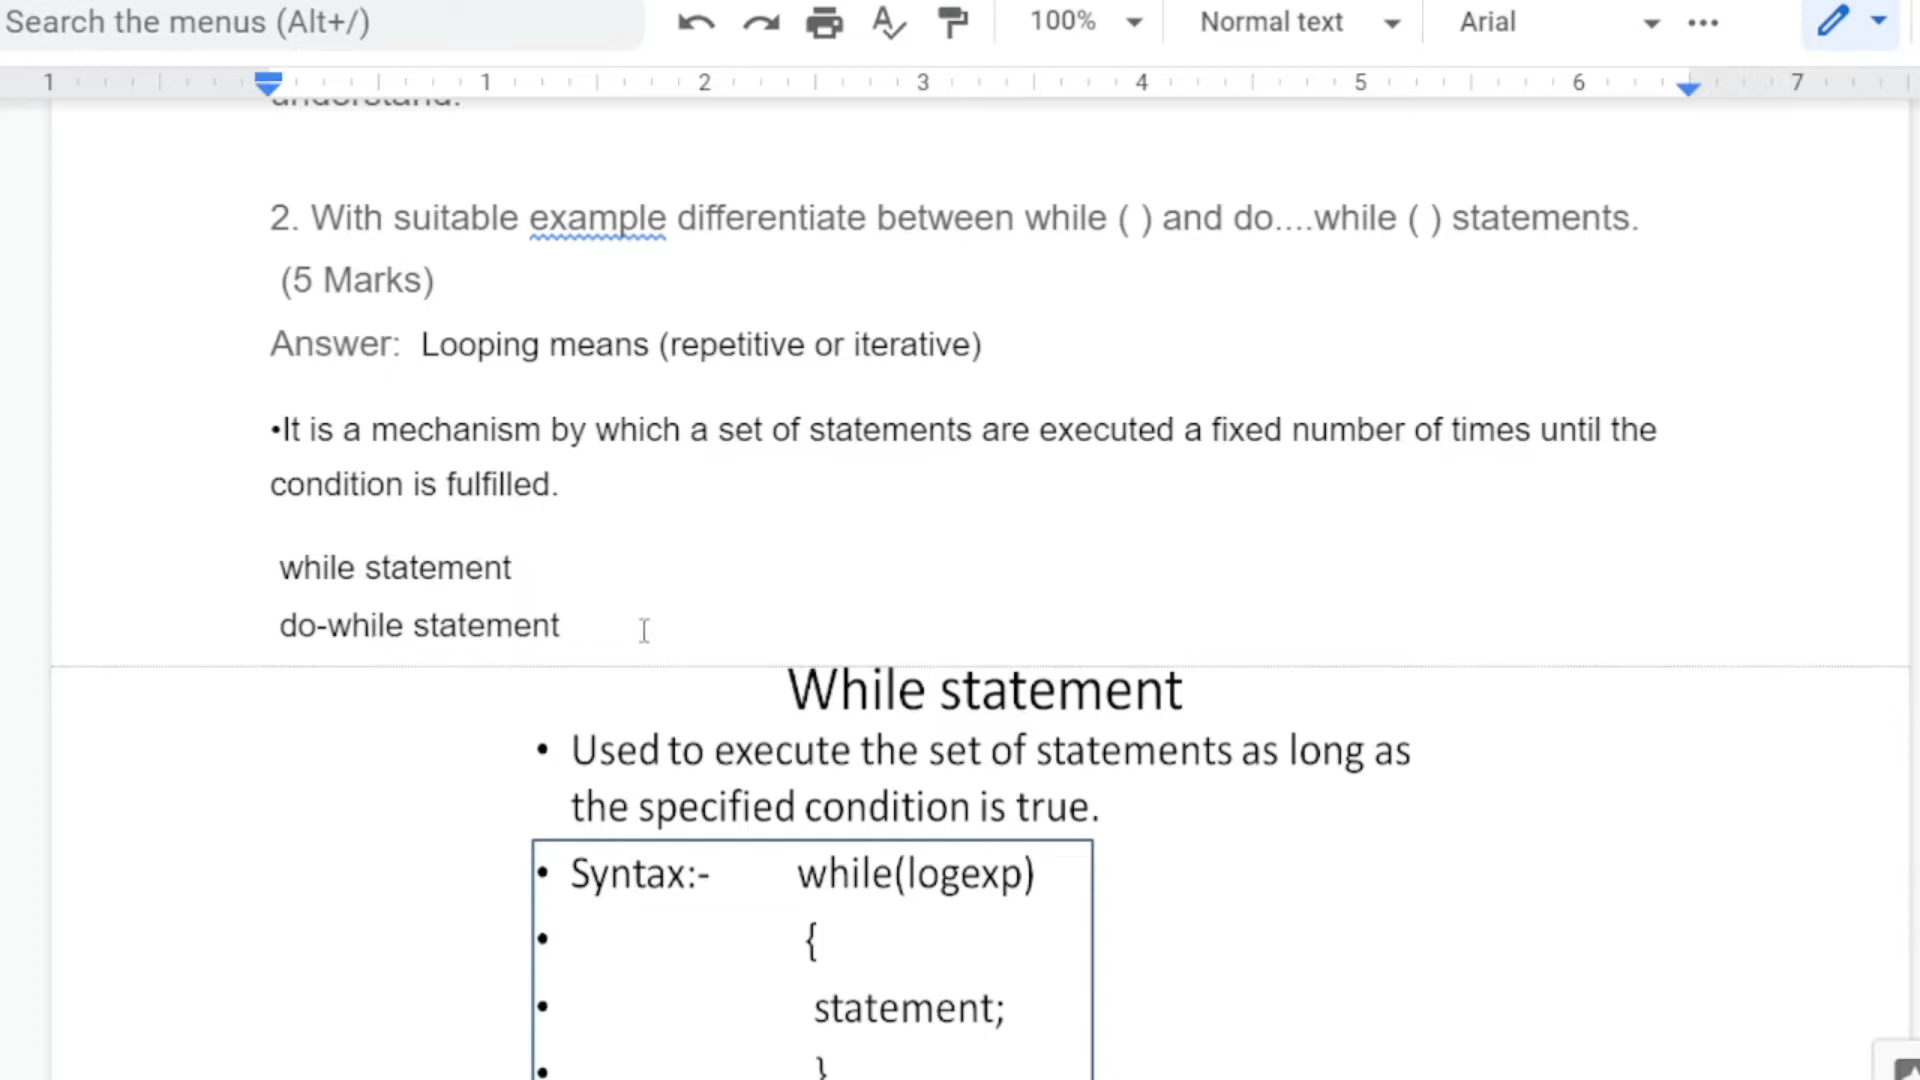 Search the menus (Alt+/)
100%
Normal text
Arial
1 1 2 3 4 5 6 7
understand.
2. With suitable example differentiate between while ( ) and do....while ( ) statements.
(5 Marks)
Answer: Looping means (repetitive or iterative)
•It is a mechanism by which a set of statements are executed a fixed number of times until the
condition is fulfilled.
while statement
do-while statement
While statement
• Used to execute the set of statements as long as
the specified condition is true.
• Syntax:- while(logexp)
• {
• statement;
• }